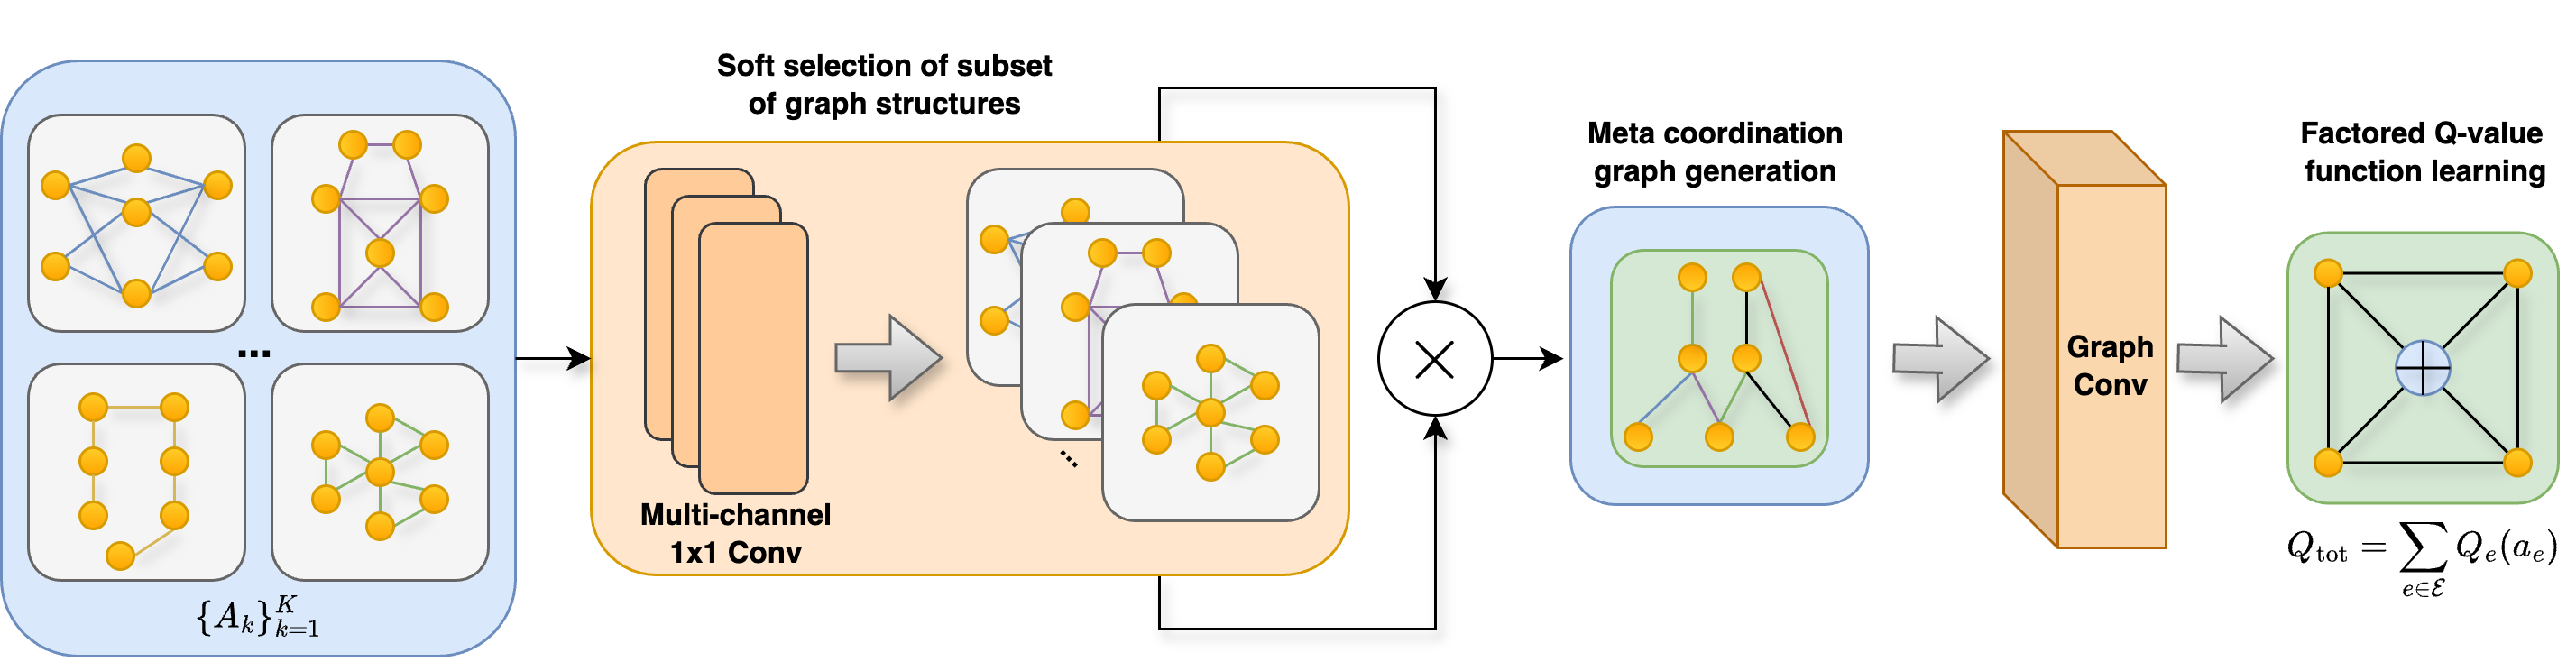 Soft selection of subset
of graph structures
Multi-channel
1x1 Conv
...
$\{A_k\}_{k=1}^{K}$
Meta coordination
graph generation
Graph
Conv
Factored Q-value
function learning
$Q_{\text{tot}} = \sum_{e \in \mathcal{E}} Q_e(a_e)$